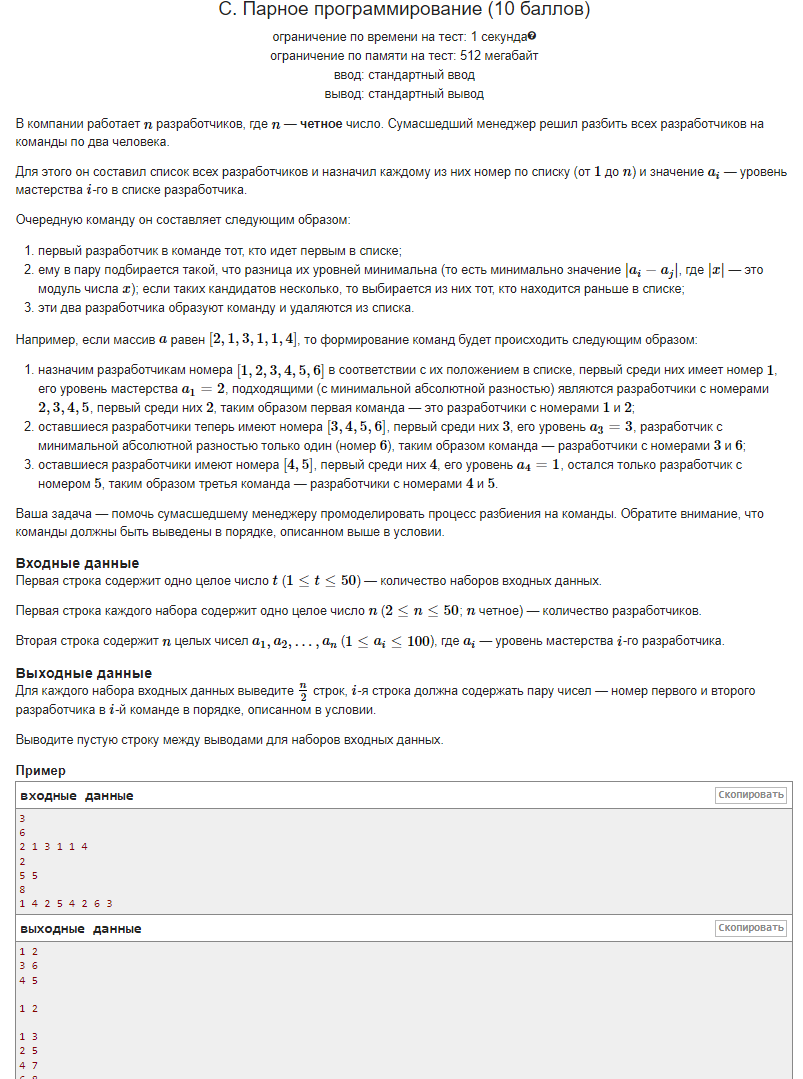 C. Парное программирование (10 баллов)
ограничение по времени на тест: 1 секунда
ограничение по памяти на тест: 512 мегабайт
ввод: стандартный ввод
вывод: стандартный вывод
В компании работает n разработчиков, где n — четное число. Сумасшедший менеджер решил разбить всех разработчиков на
команды по два человека.
Для этого он составил список всех разработчиков и назначил каждому из них номер по списку (от 1 до n) и значение a_i — уровень
мастерства i-го в списке разработчика.
Очередную команду он составляет следующим образом:
1. первый разработчик в команде тот, кто идет первым в списке;
2. ему в пару подбирается такой, что разница их уровней минимальна (то есть минимально значение |a_i − a_j|, где |x| — это
модуль числа x); если таких кандидатов несколько, то выбирается из них тот, кто находится раньше в списке;
3. эти два разработчика образуют команду и удаляются из списка.
Например, если массив a равен [2, 1, 3, 1, 1, 4], то формирование команд будет происходить следующим образом:
1. назначим разработчикам номера [1, 2, 3, 4, 5, 6] в соответствии с их положением в списке, первый среди них имеет номер 1,
его уровень мастерства a_1 = 2, подходящими (с минимальной абсолютной разностью) являются разработчики с номерами
2, 3, 4, 5, первый среди них 2, таким образом первая команда — это разработчики с номерами 1 и 2;
2. оставшиеся разработчики теперь имеют номера [3, 4, 5, 6], первый среди них 3, его уровень a_3 = 3, разработчик с
минимальной абсолютной разностью только один (номер 6), таким образом команда — разработчики с номерами 3 и 6;
3. оставшиеся разработчики имеют номера [4, 5], первый среди них 4, его уровень a_4 = 1, остался только разработчик с
номером 5, таким образом третья команда — разработчики с номерами 4 и 5.
Ваша задача — помочь сумасшедшему менеджеру промоделировать процесс разбиения на команды. Обратите внимание, что
команды должны быть выведены в порядке, описанном выше в условии.
Входные данные
Первая строка содержит одно целое число t (1 ≤ t ≤ 50) — количество наборов входных данных.
Первая строка каждого набора содержит одно целое число n (2 ≤ n ≤ 50; n четное) — количество разработчиков.
Вторая строка содержит n целых чисел a_1, a_2, …, a_n (1 ≤ a_i ≤ 100), где a_i — уровень мастерства i-го разработчика.
Выходные данные
Для каждого набора входных данных выведите n/2 строк, i-я строка должна содержать пару чисел — номер первого и второго
разработчика в i-й команде в порядке, описанном в условии.
Выводите пустую строку между выводами для наборов входных данных.
Пример
входные данные
Скопировать
3
6
2 1 3 1 1 4
2
5 5
8
1 4 2 5 4 2 6 3
выходные данные
Скопировать
1 2
3 6
4 5
1 2
1 3
2 5
4 7
6 8